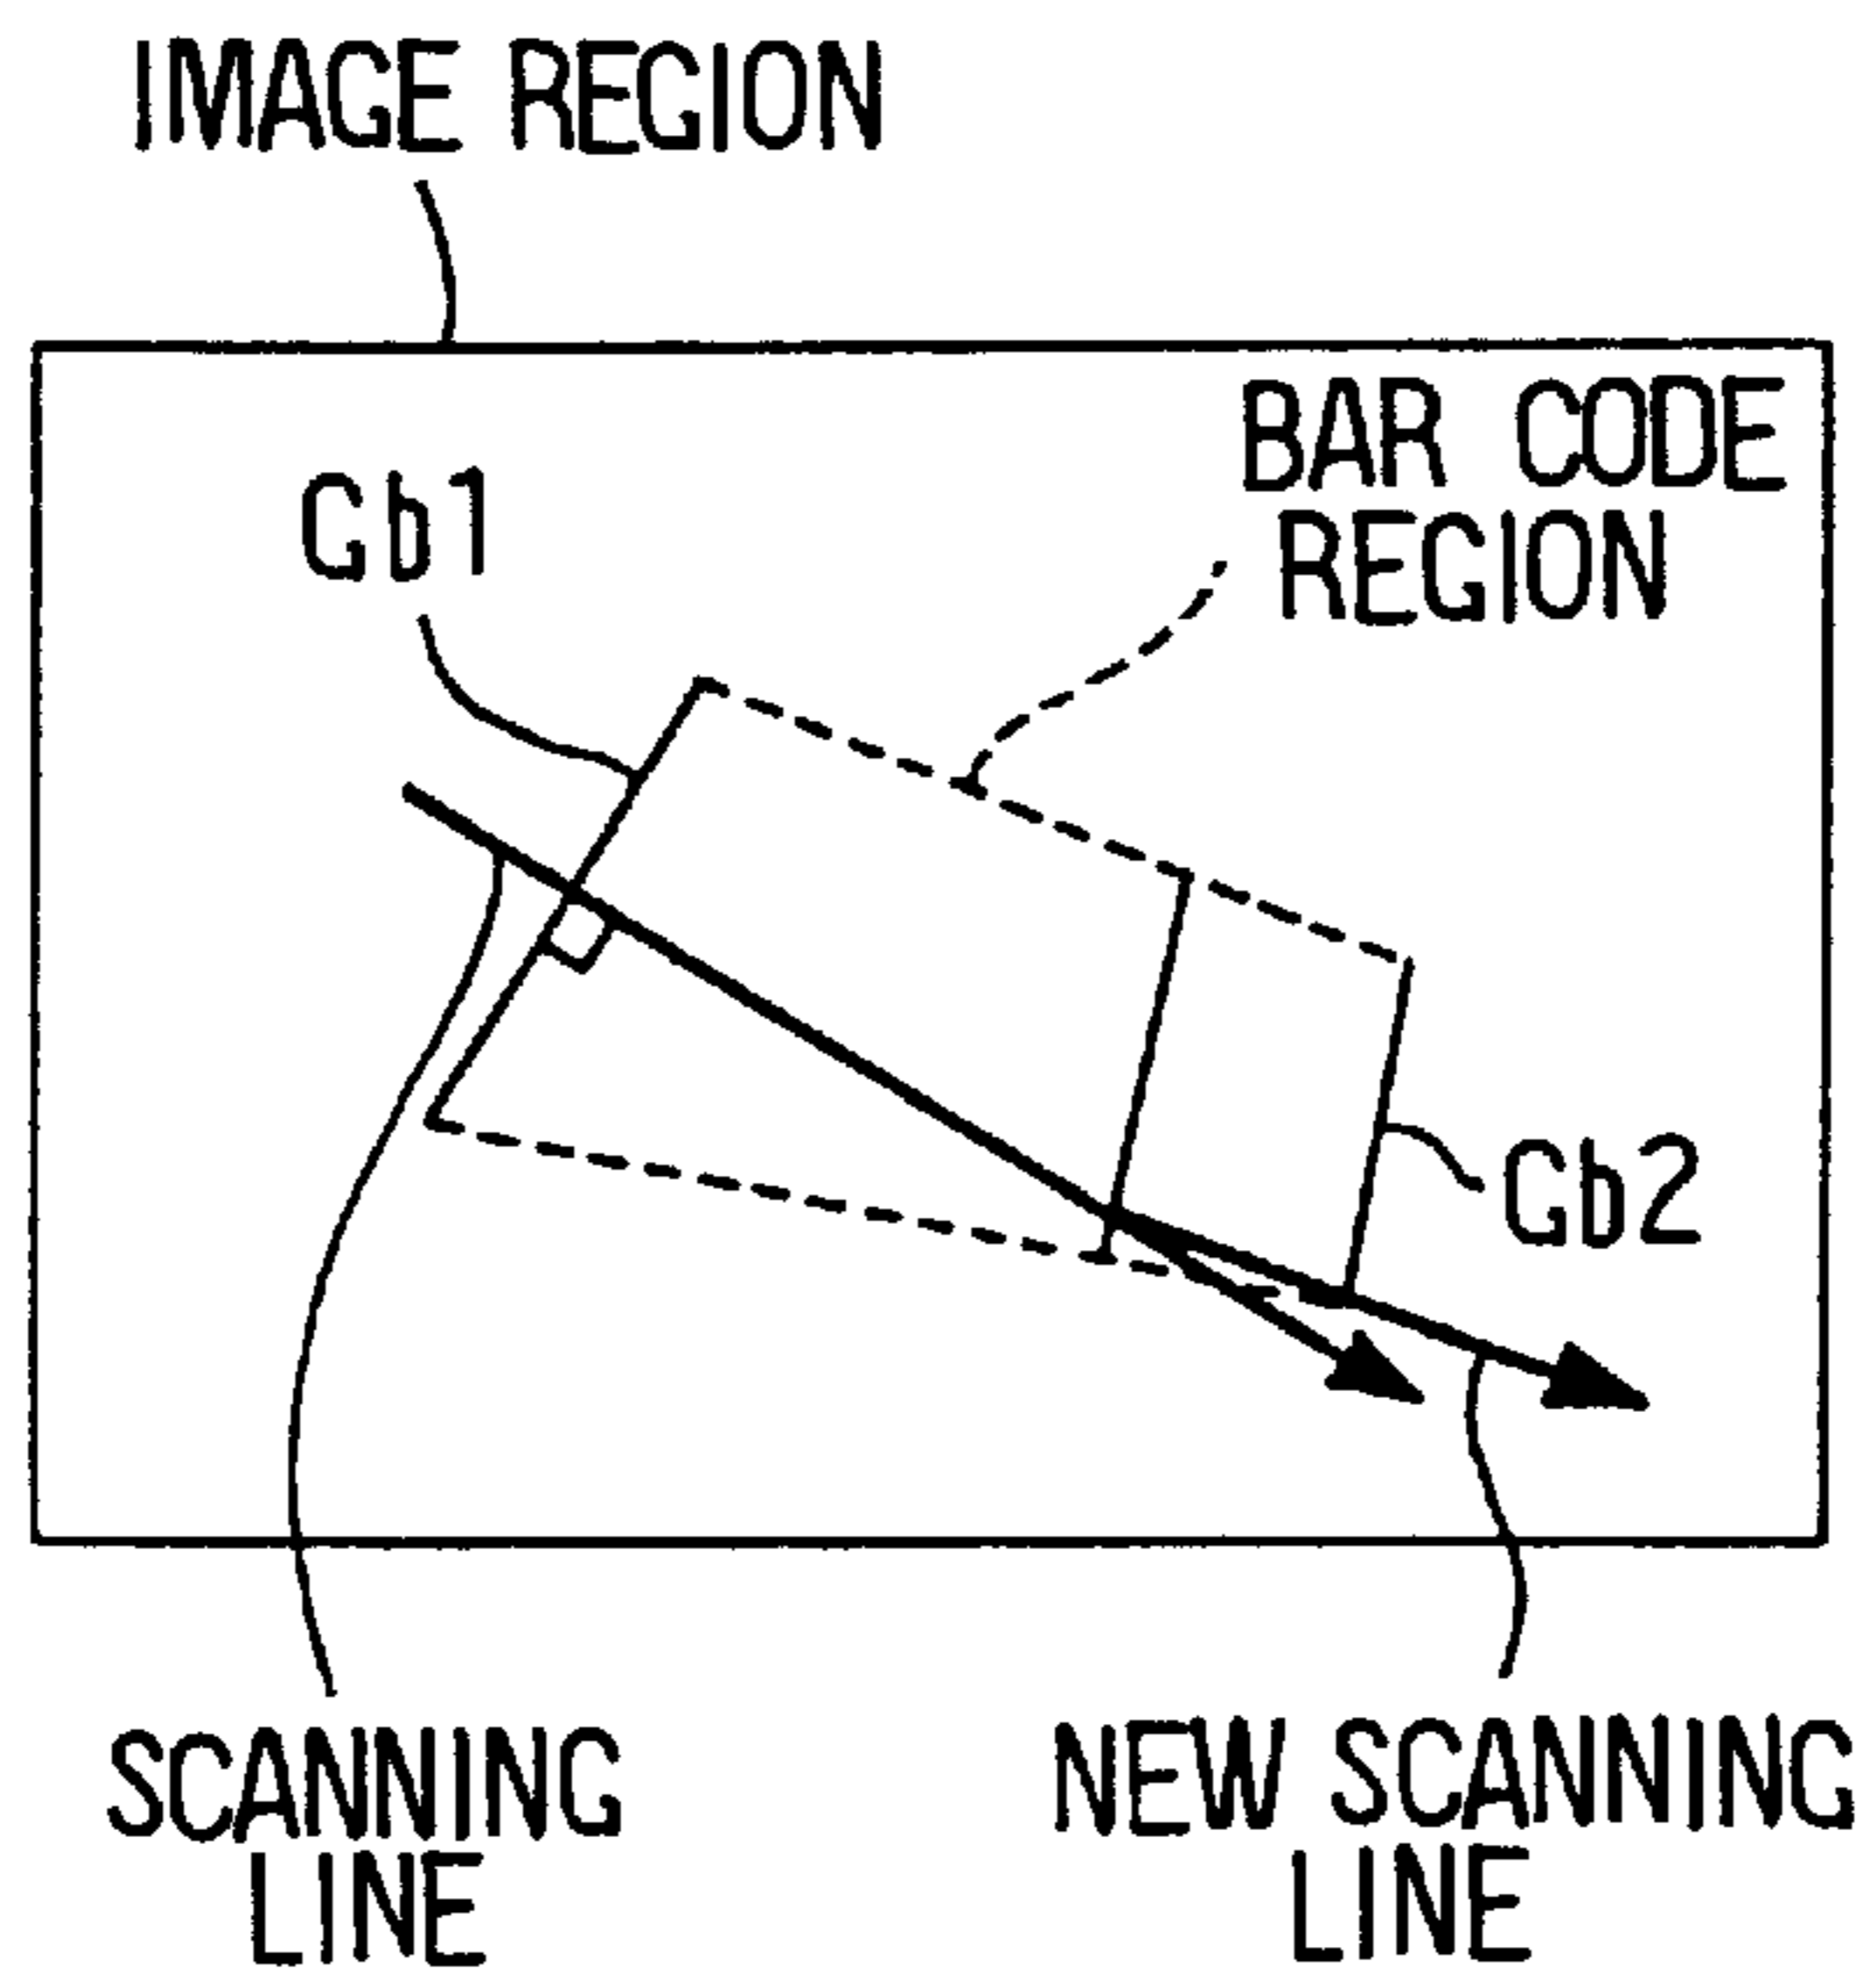 IMAGE REGION
BAR CODE
REGION
Gb1
Gb2
SCANNING
LINE
NEW SCANNING
LINE